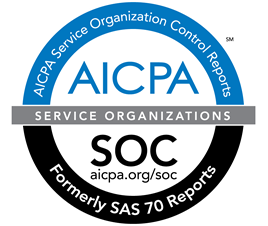 AICPA Service Organization Control Reports
SM
AICPA
SERVICE ORGANIZATIONS
SOC
aicpa.org/soc
Formerly SAS 70 Reports